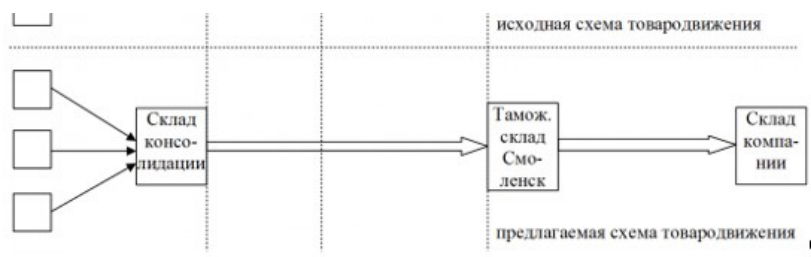 исходная схема товародвижения
Склад
консо-
лидации
Тамож.
склад
Смо-
ленск
Склад
компа-
нии
предлагаемая схема товародвижения